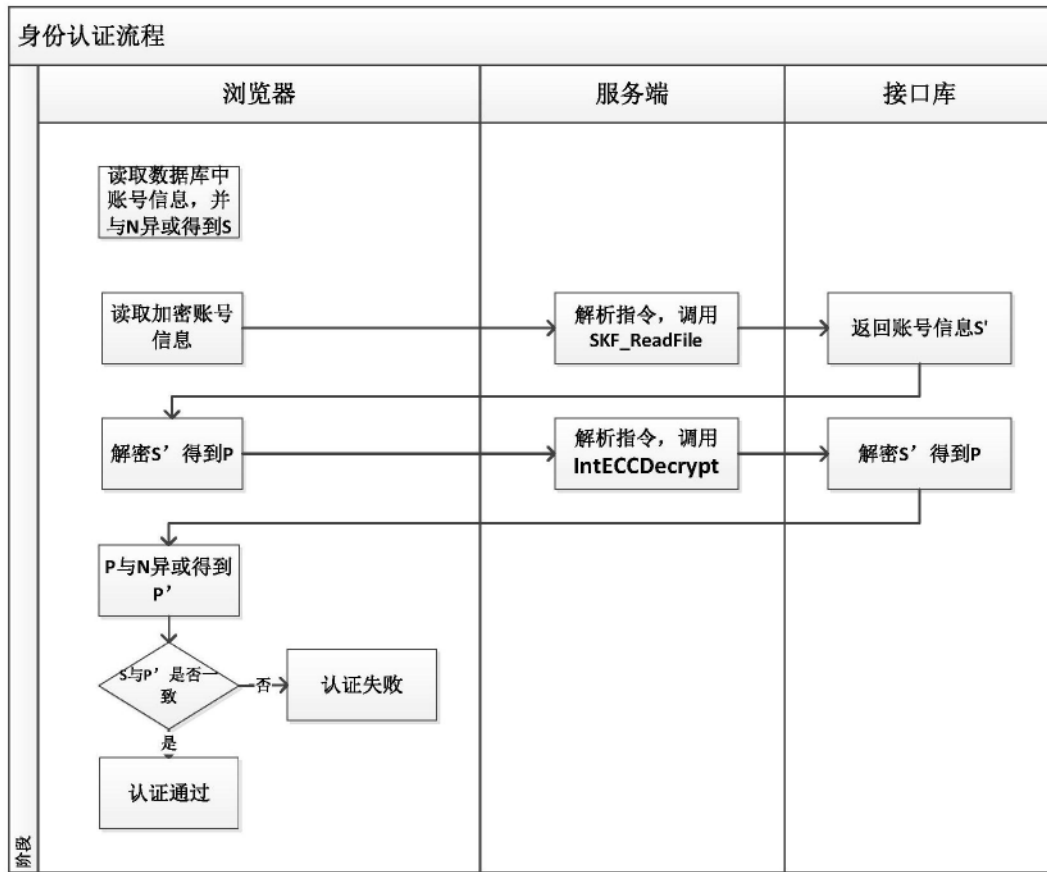 身份认证流程
浏览器
服务端
接口库
读取数据库中
账号信息，并
与N异或得到S
读取加密账号
信息
解析指令，调用
SKF_ReadFile
返回账号信息S'
解密S’得到P
解析指令，调用
IntECCDecrypt
解密S’得到P
P与N异或得到
P’
S与P’是否一
致
否
认证失败
是
认证通过
阶段